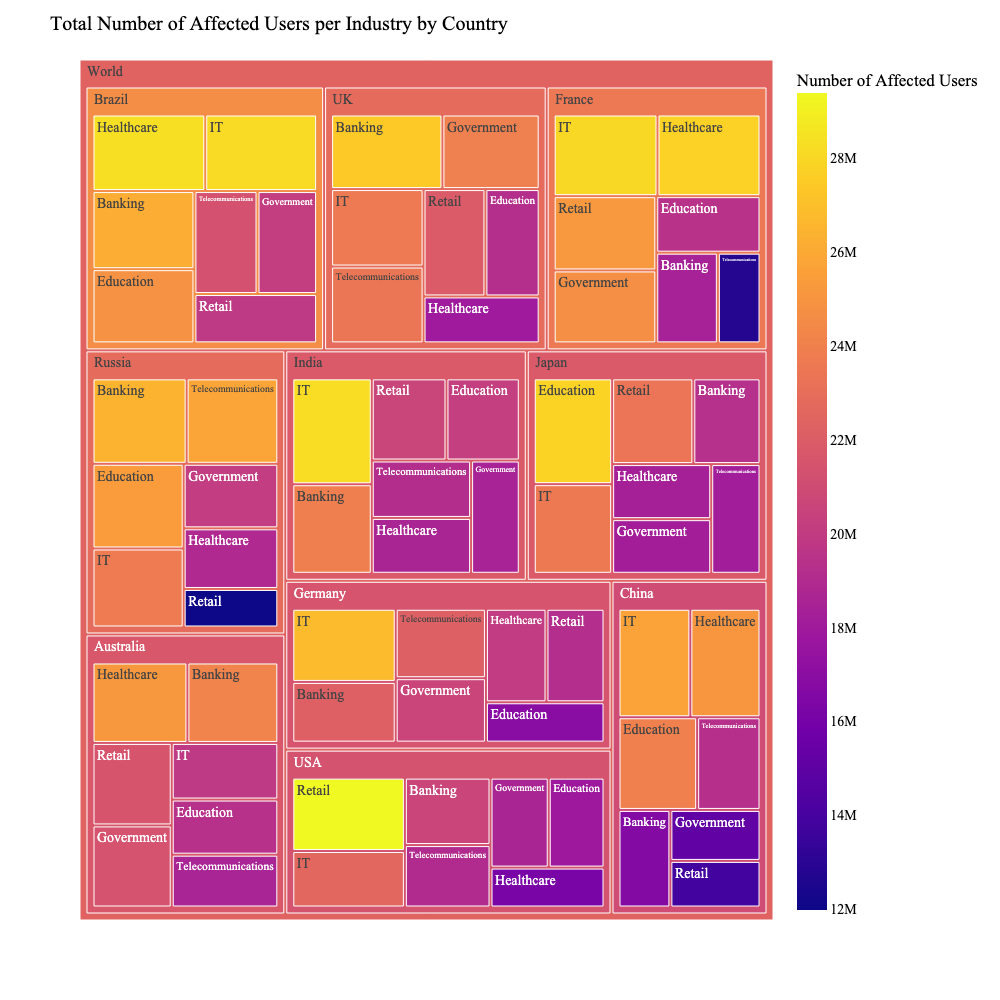 Total Number of Affected Users per Industry by Country
World
Brazil
Healthcare
IT
Banking
Telecommunications
Government
Education
Retail
UK
Banking
Government
IT
Retail
Education
Telecommunications
Healthcare
France
IT
Healthcare
Retail
Education
Government
Banking
Telecommunications
Russia
Banking
Telecommunications
Education
Government
IT
Healthcare
Retail
India
IT
Retail
Education
Banking
Telecommunications
Government
Healthcare
Japan
Education
Retail
Banking
IT
Healthcare
Telecommunications
Government
Australia
Healthcare
Banking
Retail
IT
Government
Education
Telecommunications
Germany
IT
Telecommunications
Healthcare
Retail
Banking
Government
Education
USA
Retail
Banking
Government
Education
IT
Telecommunications
Healthcare
China
IT
Healthcare
Education
Telecommunications
Banking
Government
Retail
Number of Affected Users
28M
26M
24M
22M
20M
18M
16M
14M
12M